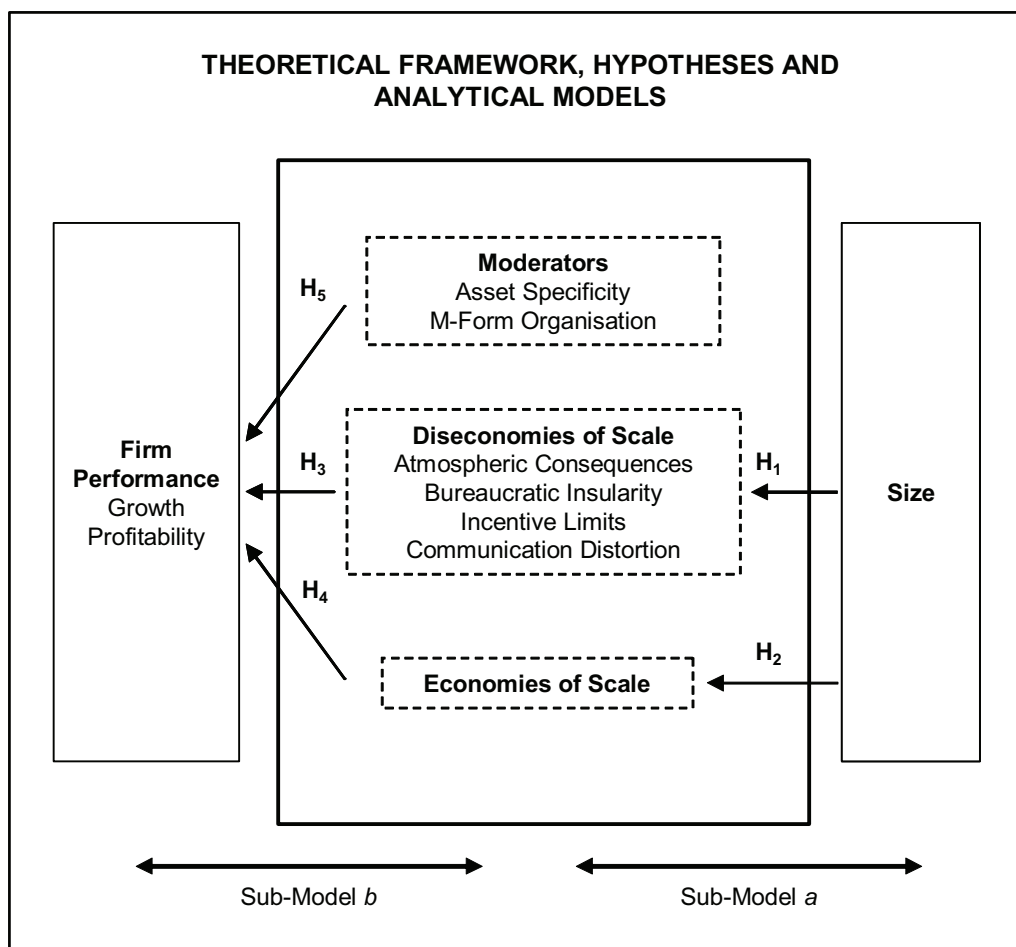 THEORETICAL FRAMEWORK, HYPOTHESES AND
ANALYTICAL MODELS
Moderators
Asset Specificity
M-Form Organisation
H5
Firm
Performance
Growth
Profitability
H3
Diseconomies of Scale
Atmospheric Consequences
Bureaucratic Insularity
Incentive Limits
Communication Distortion
H1
Size
H4
Economies of Scale
H2
Sub-Model b
Sub-Model a